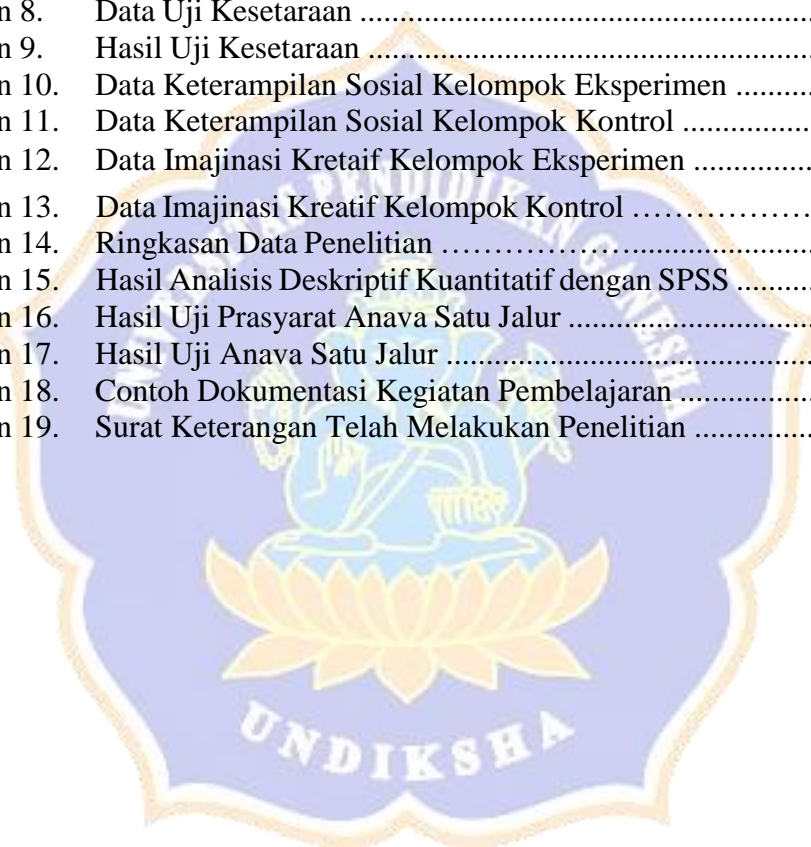 n 8. Data Uji Kesetaraan ........................................................
n 9. Hasil Uji Kesetaraan .......................................................
n 10. Data Keterampilan Sosial Kelompok Eksperimen ..........
n 11. Data Keterampilan Sosial Kelompok Kontrol ................
n 12. Data Imajinasi Kretaif Kelompok Eksperimen ...............
n 13. Data Imajinasi Kreatif Kelompok Kontrol ………………
n 14. Ringkasan Data Penelitian …………………........................
n 15. Hasil Analisis Deskriptif Kuantitatif dengan SPSS ..........
n 16. Hasil Uji Prasyarat Anava Satu Jalur ...............................
n 17. Hasil Uji Anava Satu Jalur ..............................................
n 18. Contoh Dokumentasi Kegiatan Pembelajaran .................
n 19. Surat Keterangan Telah Melakukan Penelitian ...............
UNIVERSITAS PENDIDIKAN GANESHA
UNDIKSHA